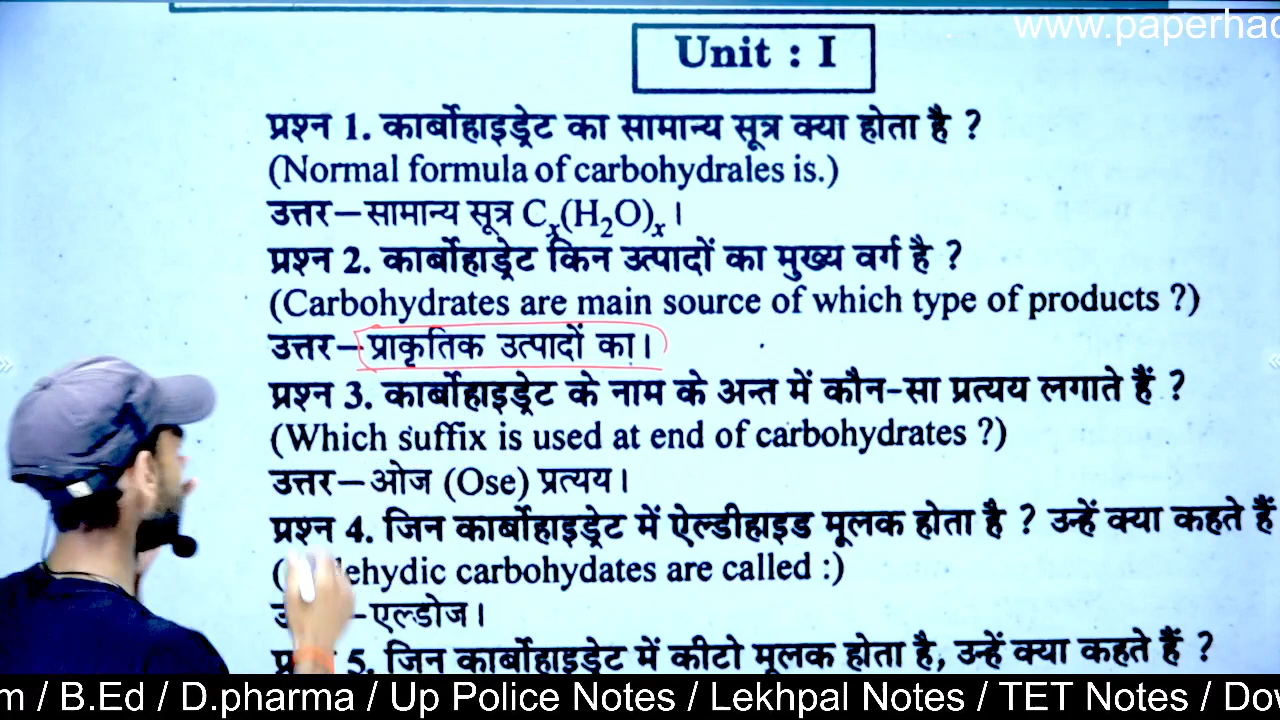 www.paperhac
Unit : I
प्रश्न 1. कार्बोहाइड्रेट का सामान्य सूत्र क्या होता है ?
(Normal formula of carbohydrales is.)
उत्तर–सामान्य सूत्र Cx(H2O)x ।
प्रश्न 2. कार्बोहाड्रेट किन उत्पादों का मुख्य वर्ग है ?
(Carbohydrates are main source of which type of products ?)
उत्तर–प्राकृतिक उत्पादों का।
प्रश्न 3. कार्बोहाइड्रेट के नाम के अन्त में कौन-सा प्रत्यय लगाते हैं ?
(Which suffix is used at end of carbohydrates ?)
उत्तर–ओज (Ose) प्रत्यय।
प्रश्न 4. जिन कार्बोहाइड्रेट में ऐल्डीहाइड मूलक होता है ? उन्हें क्या कहते हैं
ehydic carbohydates are called :)
-एल्डोज।
5. जिन कार्बोहाइड्रेट में कीटो मूलक होता है, उन्हें क्या कहते हैं ?
m / B.Ed / D.pharma / Up Police Notes / Lekhpal Notes / TET Notes / Dov